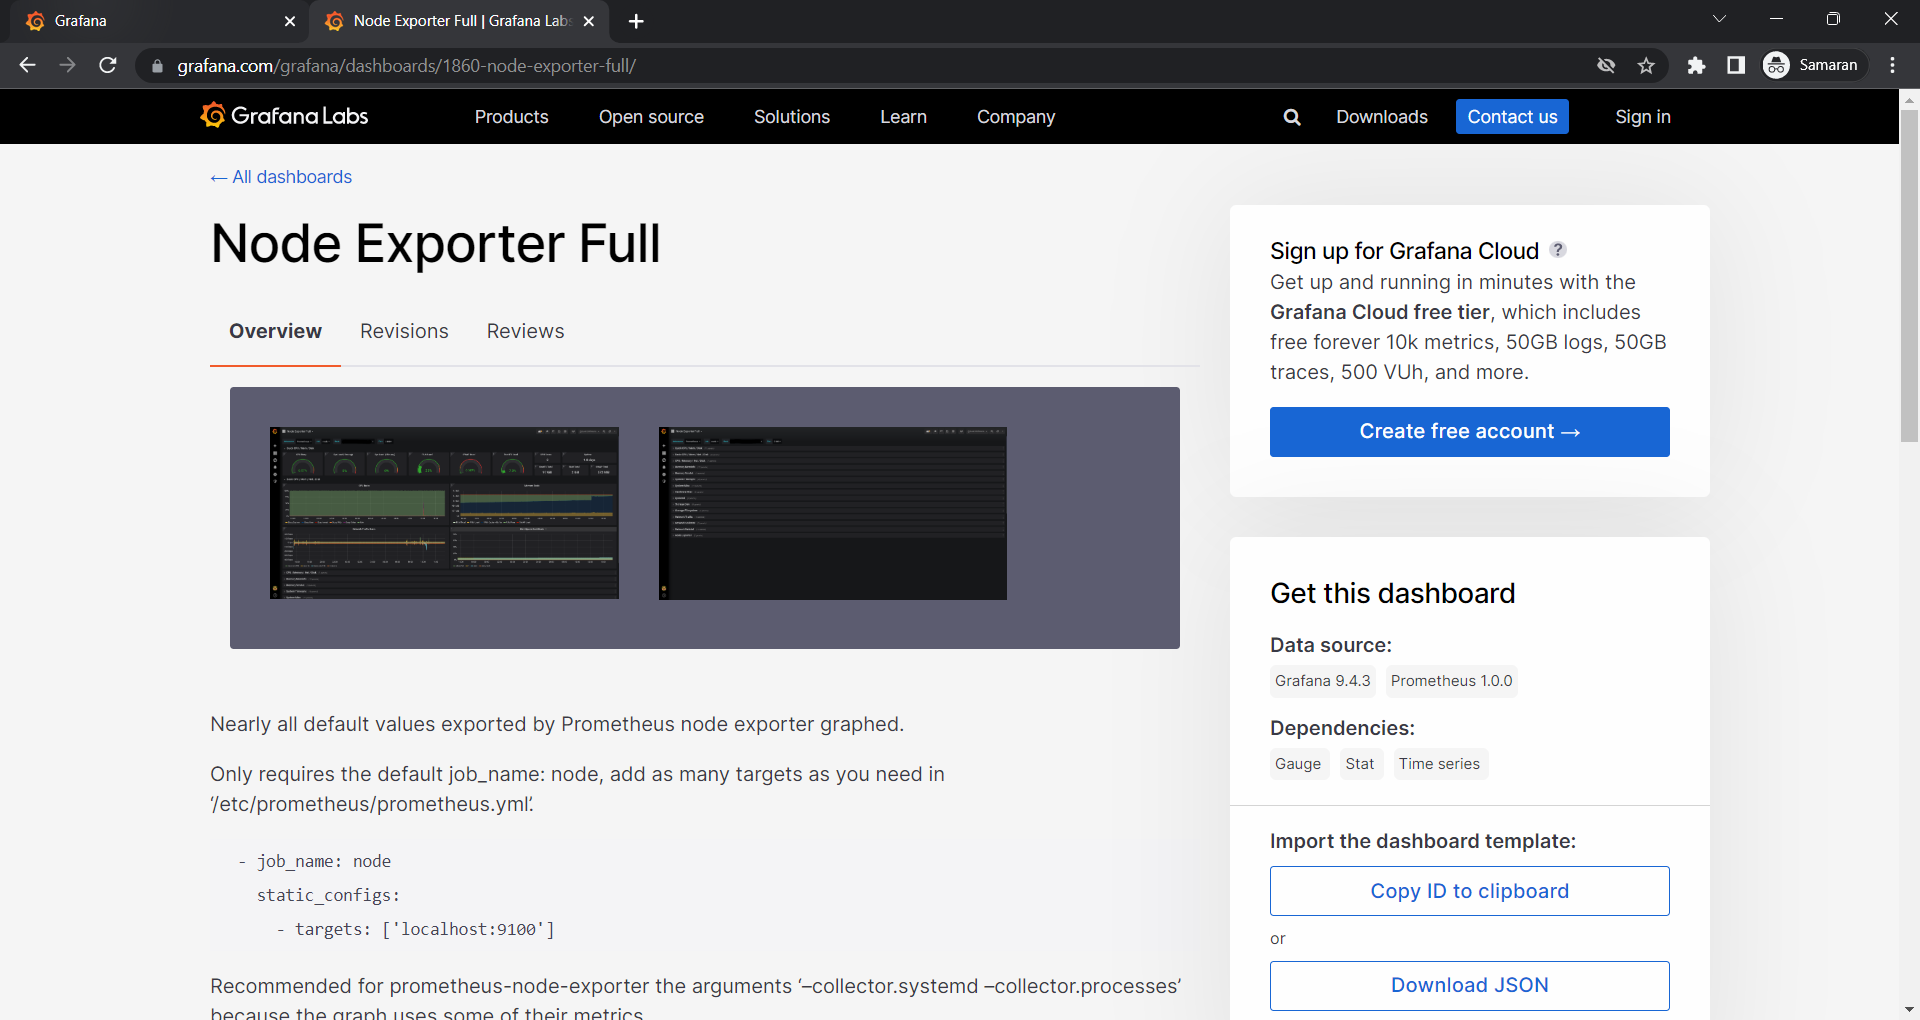 Grafana
Node Exporter Full | Grafana Labs
grafana.com/grafana/dashboards/1860-node-exporter-full/
Samaran
Grafana Labs
Products
Open source
Solutions
Learn
Company
Downloads
Contact us
Sign in
← All dashboards
Node Exporter Full
Overview
Revisions
Reviews
Nearly all default values exported by Prometheus node exporter graphed.
Only requires the default job_name: node, add as many targets as you need in
‘/etc/prometheus/prometheus.yml’.
- job_name: node
static_configs:
- targets: ['localhost:9100']
Recommended for prometheus-node-exporter the arguments ‘–collector.systemd –collector.processes’
because the graph uses some of their metrics.
Sign up for Grafana Cloud ?
Get up and running in minutes with the
Grafana Cloud free tier, which includes
free forever 10k metrics, 50GB logs, 50GB
traces, 500 VUh, and more.
Create free account →
Get this dashboard
Data source:
Grafana 9.4.3
Prometheus 1.0.0
Dependencies:
Gauge
Stat
Time series
Import the dashboard template:
Copy ID to clipboard
or
Download JSON